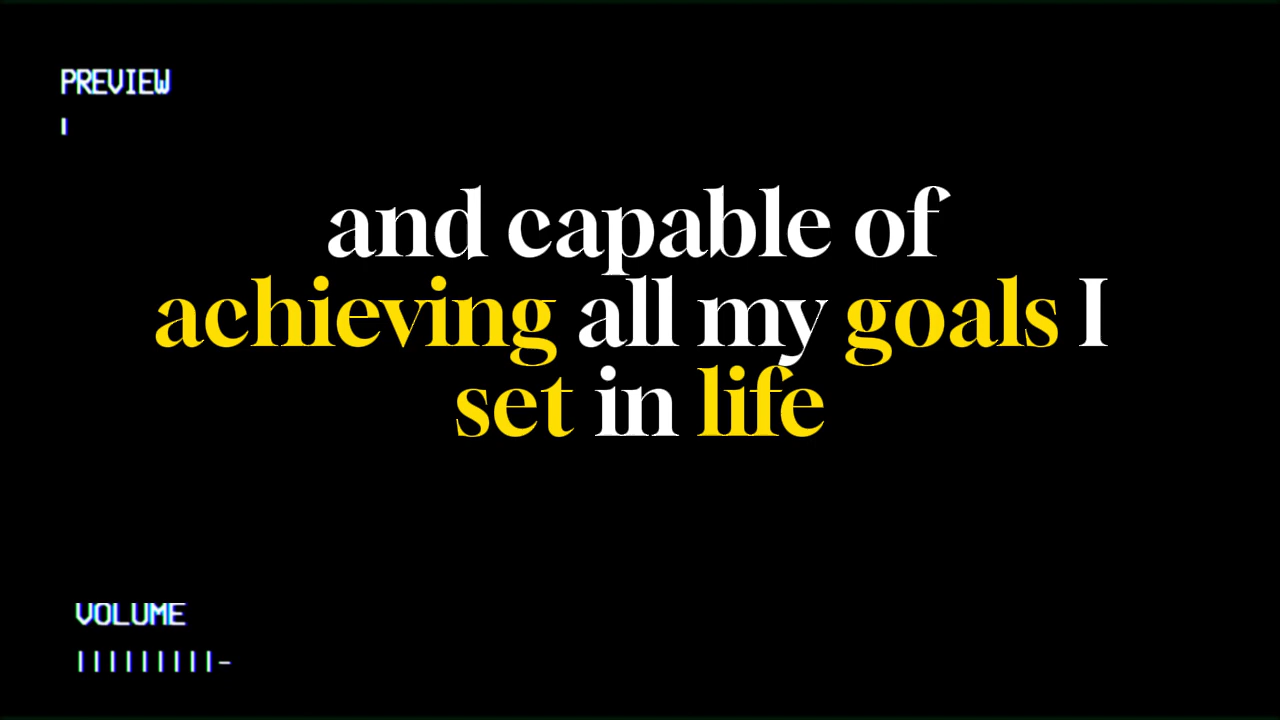 PREVIEW
and capable of
achieving all my goals I
set in life
VOLUME
|||||||||-